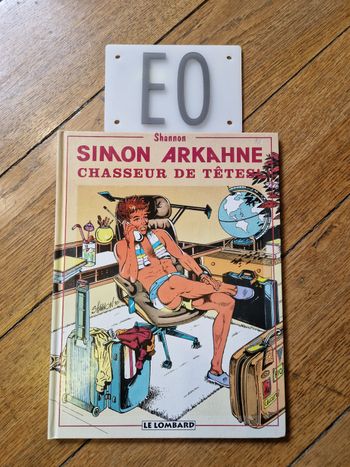 EO
Shannon
SIMON ARKAHNE
CHASSEUR DE TÊTES
LE LOMBARD